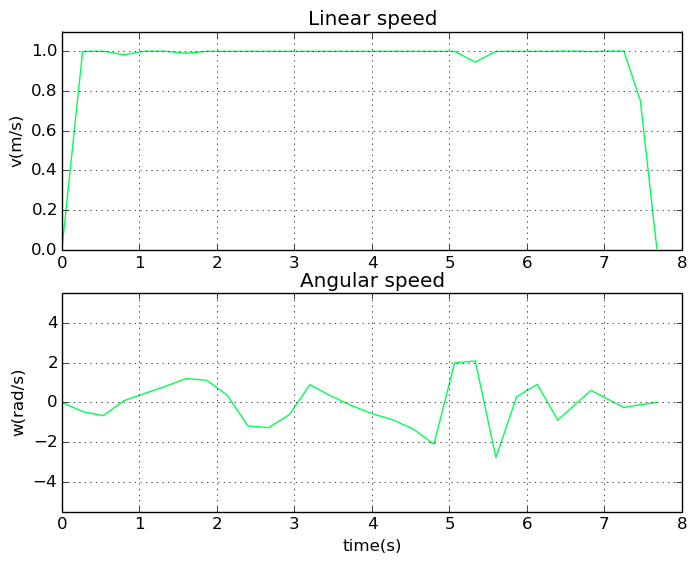 Linear speed
1.0
0.8
0.6
0.4
0.2
0.0
v(m/s)
0 1 2 3 4 5 6 7 8
Angular speed
4
2
0
−2
−4
w(rad/s)
0 1 2 3 4 5 6 7 8
time(s)